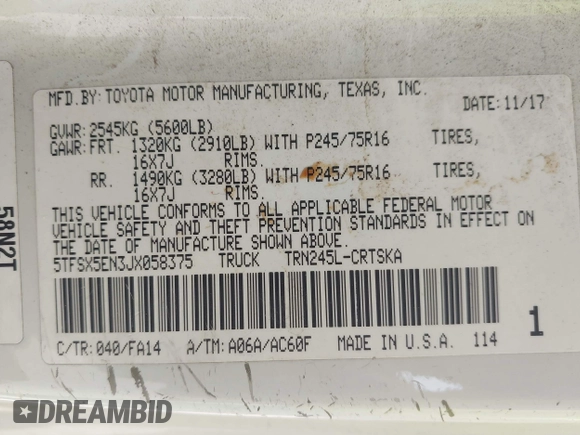 MFD.BY:TOYOTA MOTOR MANUFACTURING, TEXAS, INC.
DATE:11/17
GVWR:2545KG (5600LB)
GAWR:FRT. 1320KG (2910LB) WITH P245/75R16 TIRES,
16X7J RIMS.
RR. 1490KG (3280LB) WITH P245/75R16 TIRES,
16X7J RIMS.
THIS VEHICLE CONFORMS TO ALL APPLICABLE FEDERAL MOTOR
VEHICLE SAFETY AND THEFT PREVENTION STANDARDS IN EFFECT ON
THE DATE OF MANUFACTURE SHOWN ABOVE.
5TFSX5EN3JX058375 TRUCK TRN245L-CRTSKA
1
C/TR:040/FA14 A/TM:A06A/AC60F MADE IN U.S.A. 114
58N2T
DREAMBID